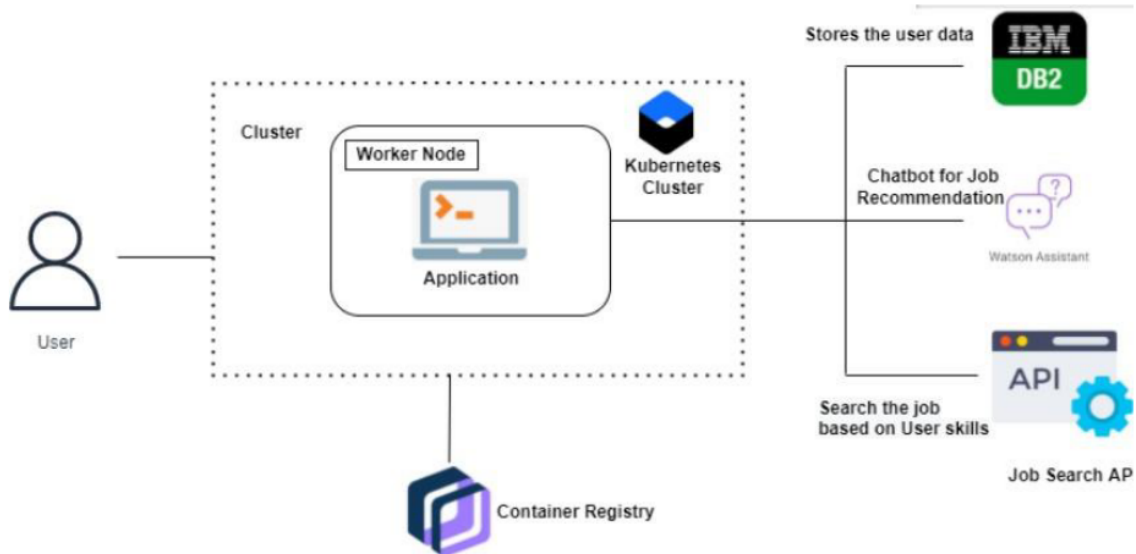 Stores the user data
IBM
DB2
Cluster
Worker Node
Kubernetes
Cluster
Application
Chatbot for Job
Recommendation
?
Watson Assistant
User
API
Search the job
based on User skills
Job Search AP
Container Registry